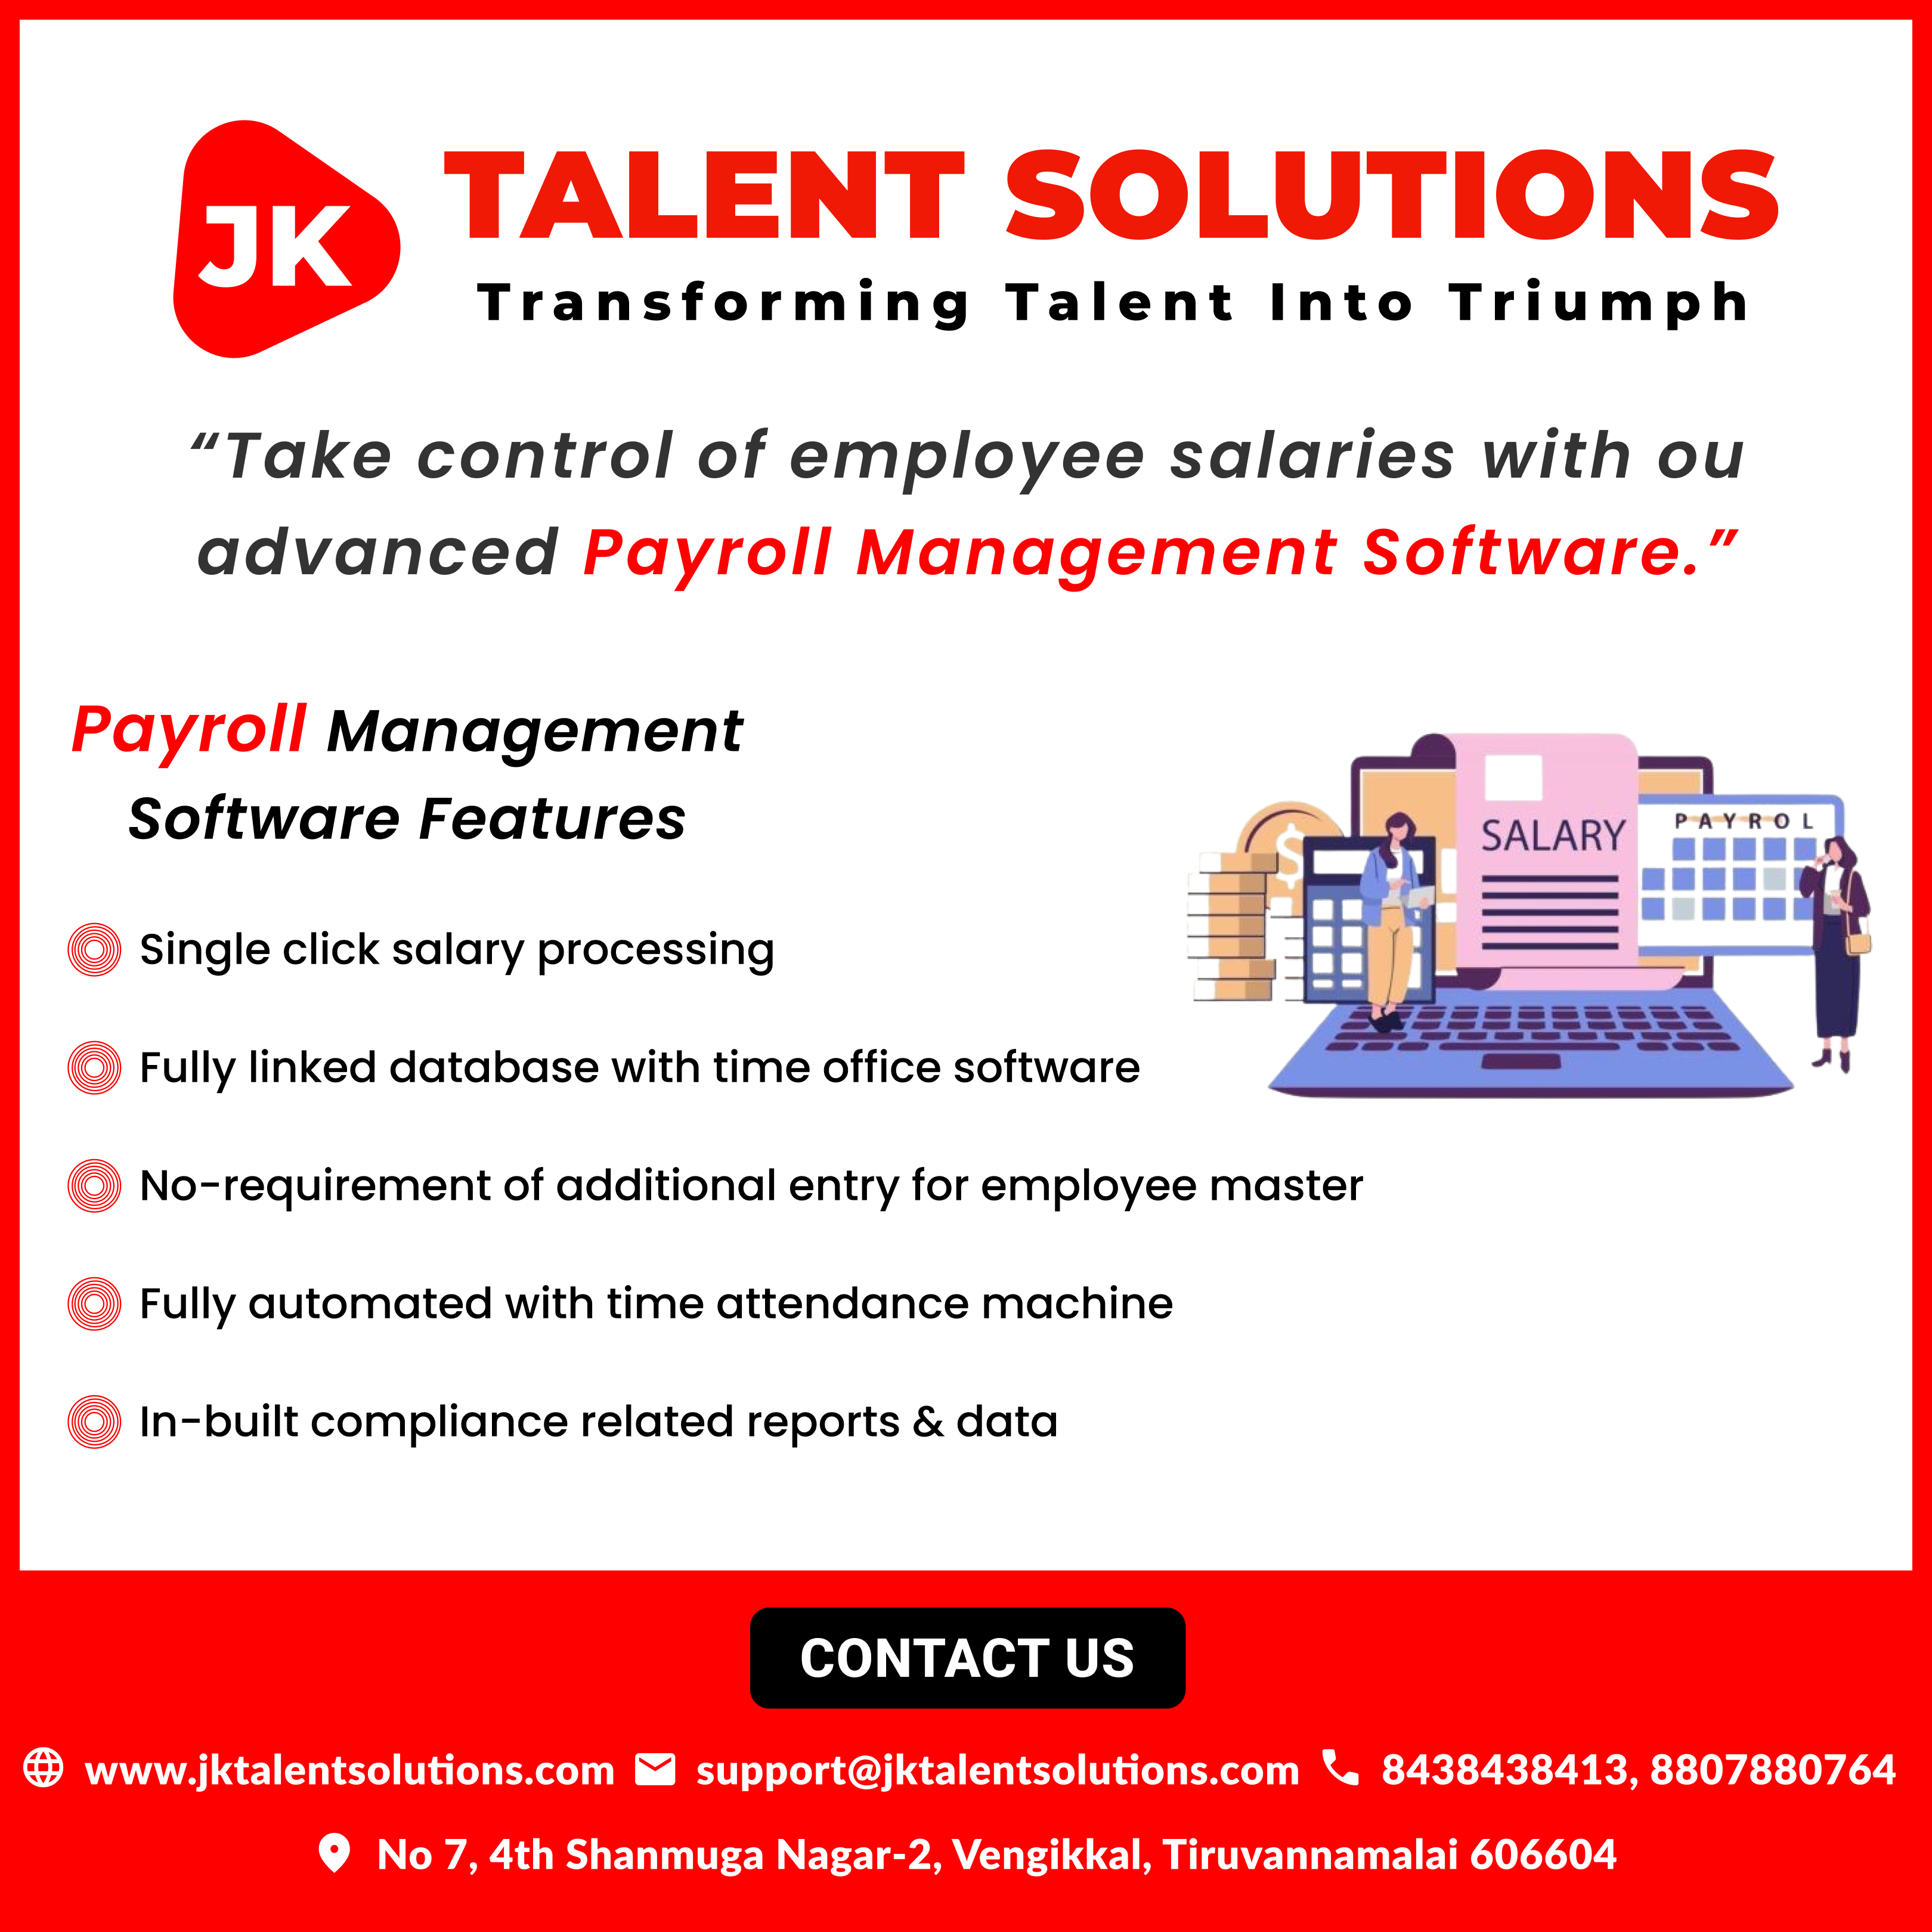 JK
TALENT SOLUTIONS
Transforming Talent Into Triumph
“Take control of employee salaries with ou
advanced Payroll Management Software.”
Payroll Management
Software Features
$
SALARY
PAYROL
Single click salary processing
Fully linked database with time office software
No-requirement of additional entry for employee master
Fully automated with time attendance machine
In-built compliance related reports & data
CONTACT US
www.jktalentsolutions.com support@jktalentsolutions.com 8438438413, 8807880764
No 7, 4th Shanmuga Nagar-2, Vengikkal, Tiruvannamalai 606604